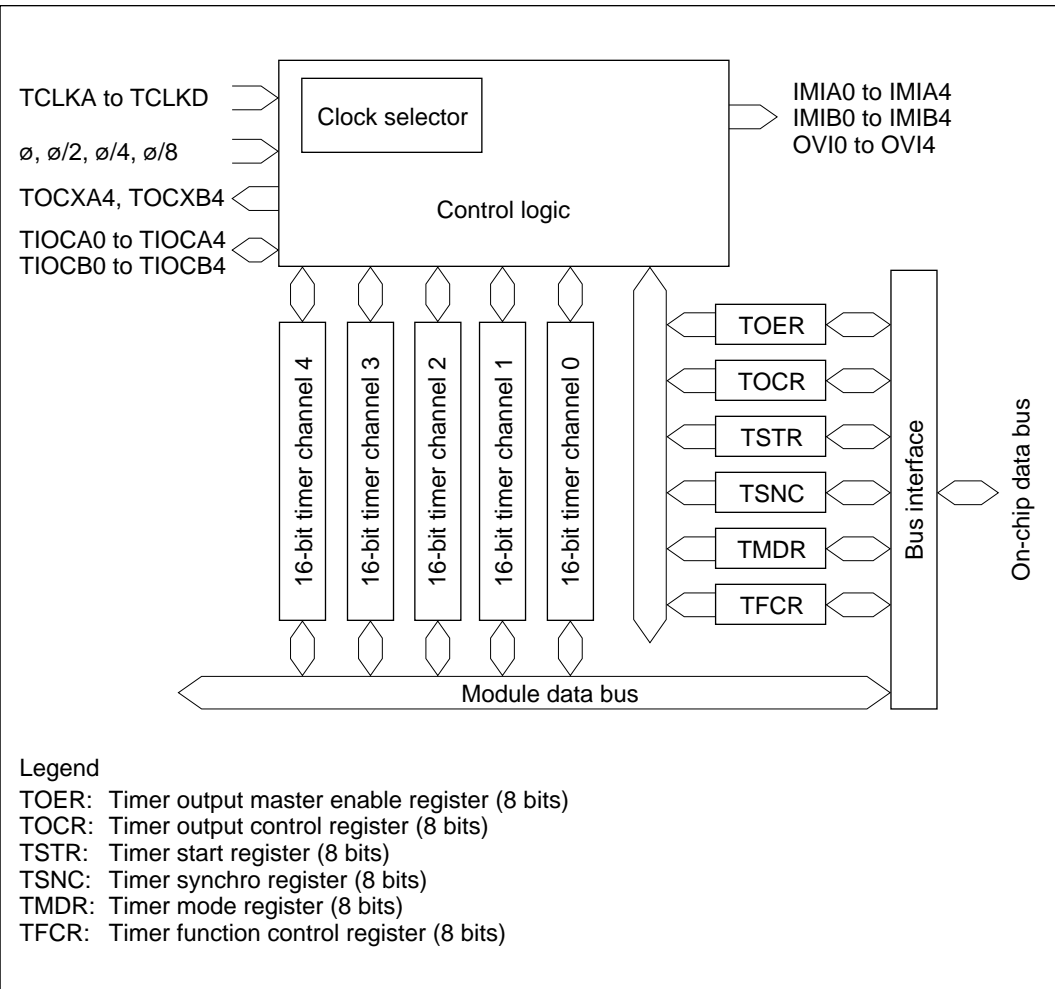 TCLKA to TCLKD
ø, ø/2, ø/4, ø/8
TOCXA4, TOCXB4
TIOCA0 to TIOCA4
TIOCB0 to TIOCB4
Clock selector
Control logic
IMIA0 to IMIA4
IMIB0 to IMIB4
OVI0 to OVI4
16-bit timer channel 4
16-bit timer channel 3
16-bit timer channel 2
16-bit timer channel 1
16-bit timer channel 0
TOER
TOCR
TSTR
TSNC
TMDR
TFCR
Bus interface
On-chip data bus
Module data bus
Legend
TOER: Timer output master enable register (8 bits)
TOCR: Timer output control register (8 bits)
TSTR: Timer start register (8 bits)
TSNC: Timer synchro register (8 bits)
TMDR: Timer mode register (8 bits)
TFCR: Timer function control register (8 bits)